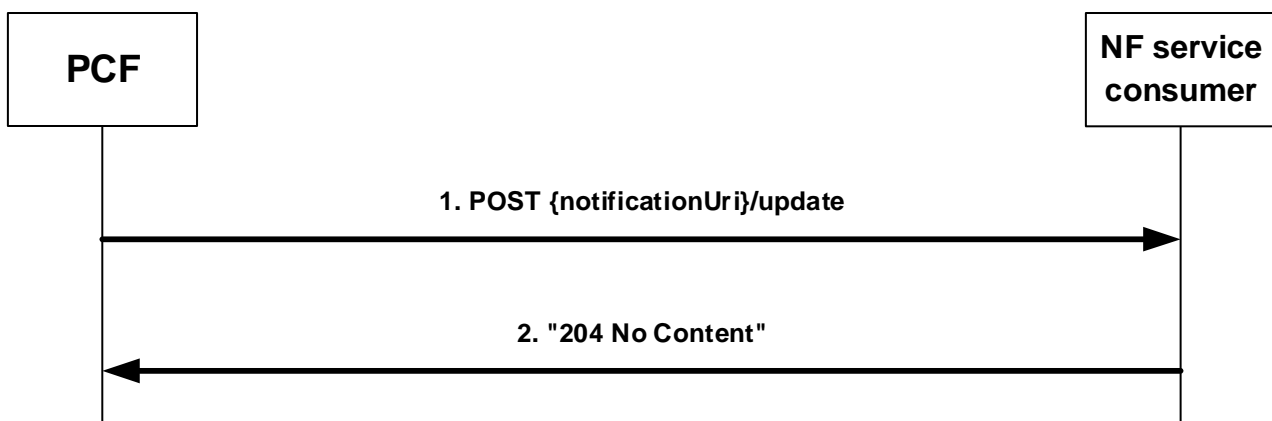 PCF
NF service
consumer
1. POST {notificationUri}/update
2. "204 No Content"